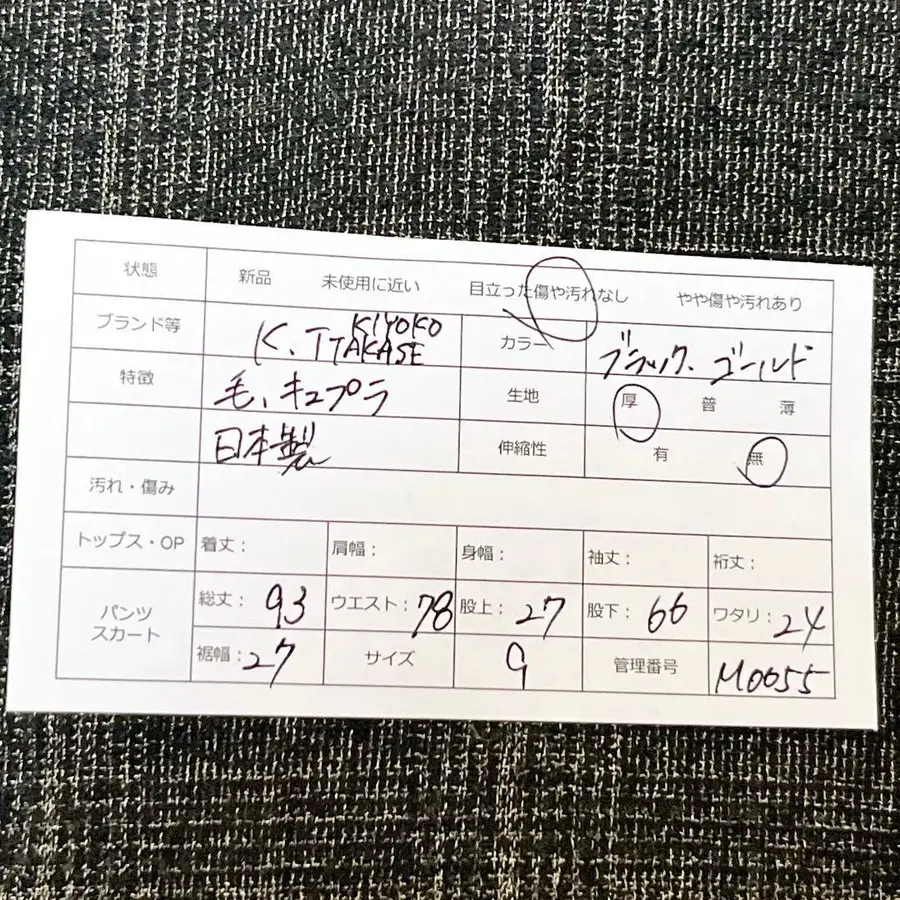 状態 新品 未使用に近い 目立った傷や汚れなし やや傷や汚れあり
ブランド等 K.T KIYOKO TAKASE カラー ブラック、ゴールド
特徴 毛、キュプラ 生地 厚 普 薄
日本製 伸縮性 有 無
汚れ・傷み
トップス・OP 着丈: 肩幅: 身幅: 袖丈: 裄丈:
パンツ スカート 総丈: 93 ウエスト: 78 股上: 27 股下: 66 ワタリ: 24
裾幅: 27 サイズ 9 管理番号 M0055